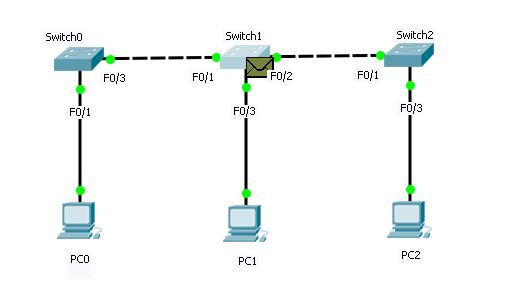 Switch0
Switch1
Switch2
F0/3
F0/1
F0/2
F0/1
F0/1
F0/3
F0/3
PC0
PC1
PC2